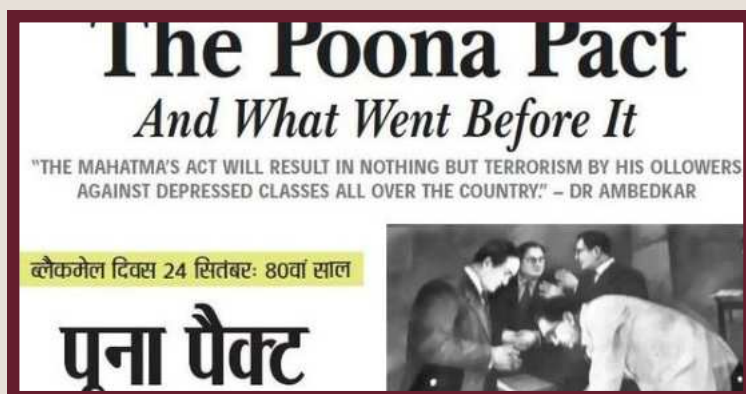 The Poona Pact
And What Went Before It
"THE MAHATMA'S ACT WILL RESULT IN NOTHING BUT TERRORISM BY HIS OLLOWERS
AGAINST DEPRESSED CLASSES ALL OVER THE COUNTRY." – DR AMBEDKAR
ब्लैकमेल दिवस 24 सितंबरः 80वां साल
पूना पैक्ट